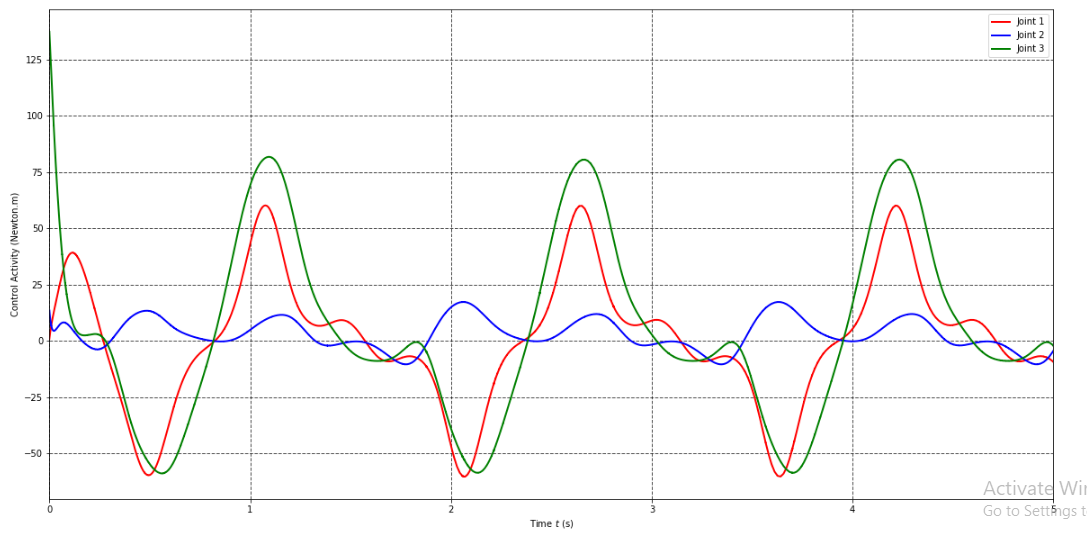 Joint 1
Joint 2
Joint 3
125
100
75
50
25
0
−25
−50
Control Activity (Newton.m)
0 1 2 3 4 5
Time t (s)
Activate Wi
Go to Settings t